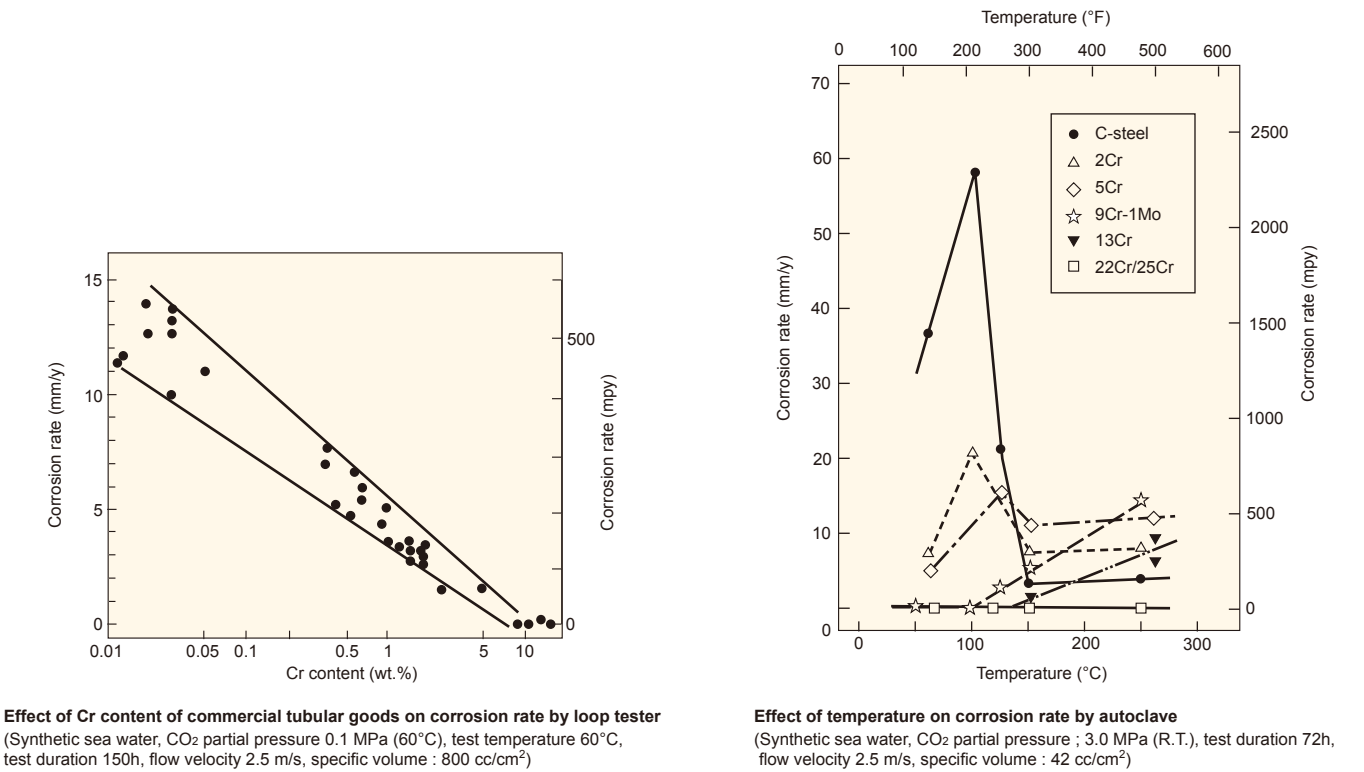 Corrosion rate (mm/y)
15
10
5
0
500
0
Corrosion rate (mpy)
0.01 0.05 0.1 0.5 1 5 10
Cr content (wt.%)
Effect of Cr content of commercial tubular goods on corrosion rate by loop tester
(Synthetic sea water, CO2 partial pressure 0.1 MPa (60°C), test temperature 60°C,
test duration 150h, flow velocity 2.5 m/s, specific volume : 800 cc/cm2)
Temperature (°F)
0 100 200 300 400 500 600
Corrosion rate (mm/y)
70
60
50
40
30
20
10
0
C-steel
2Cr
5Cr
9Cr-1Mo
13Cr
22Cr/25Cr
2500
2000
1500
1000
500
0
Corrosion rate (mpy)
0 100 200 300
Temperature (°C)
Effect of temperature on corrosion rate by autoclave
(Synthetic sea water, CO2 partial pressure ; 3.0 MPa (R.T.), test duration 72h,
flow velocity 2.5 m/s, specific volume : 42 cc/cm2)